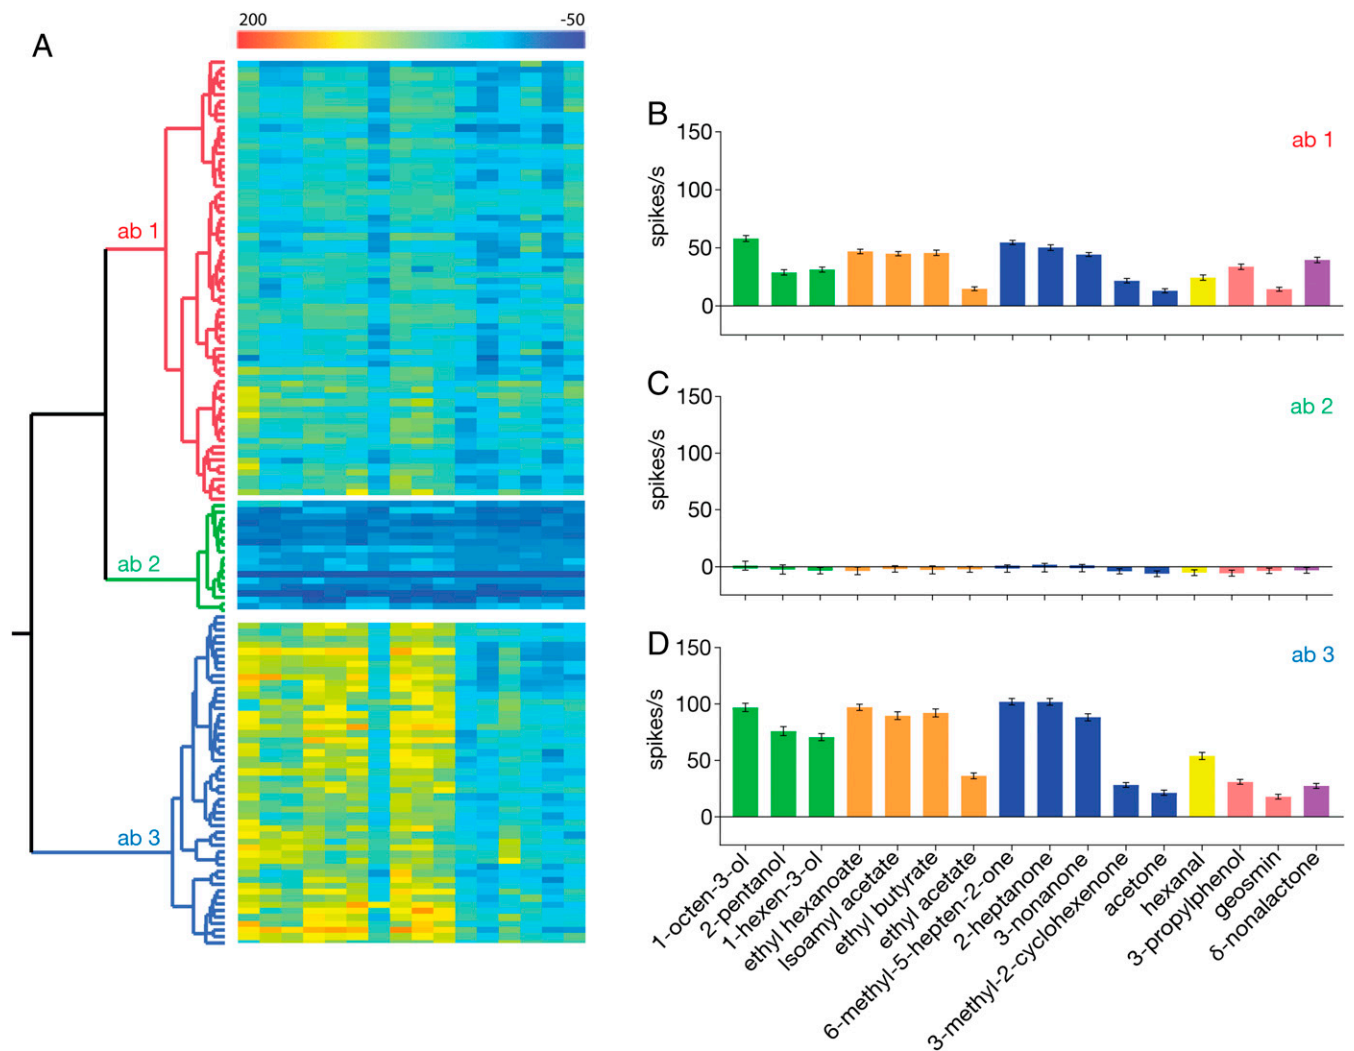 A
200
-50
ab 1
ab 2
ab 3
B
ab 1
spikes/s
150
100
50
0
C
ab 2
spikes/s
150
100
50
0
D
ab 3
spikes/s
150
100
50
0
1-octen-3-ol
2-pentanol
1-hexen-3-ol
ethyl hexanoate
Isoamyl acetate
ethyl butyrate
ethyl acetate
6-methyl-5-hepten-2-one
2-heptanone
3-nonanone
3-methyl-2-cyclohexenone
acetone
hexanal
3-propylphenol
geosmin
δ-nonalactone